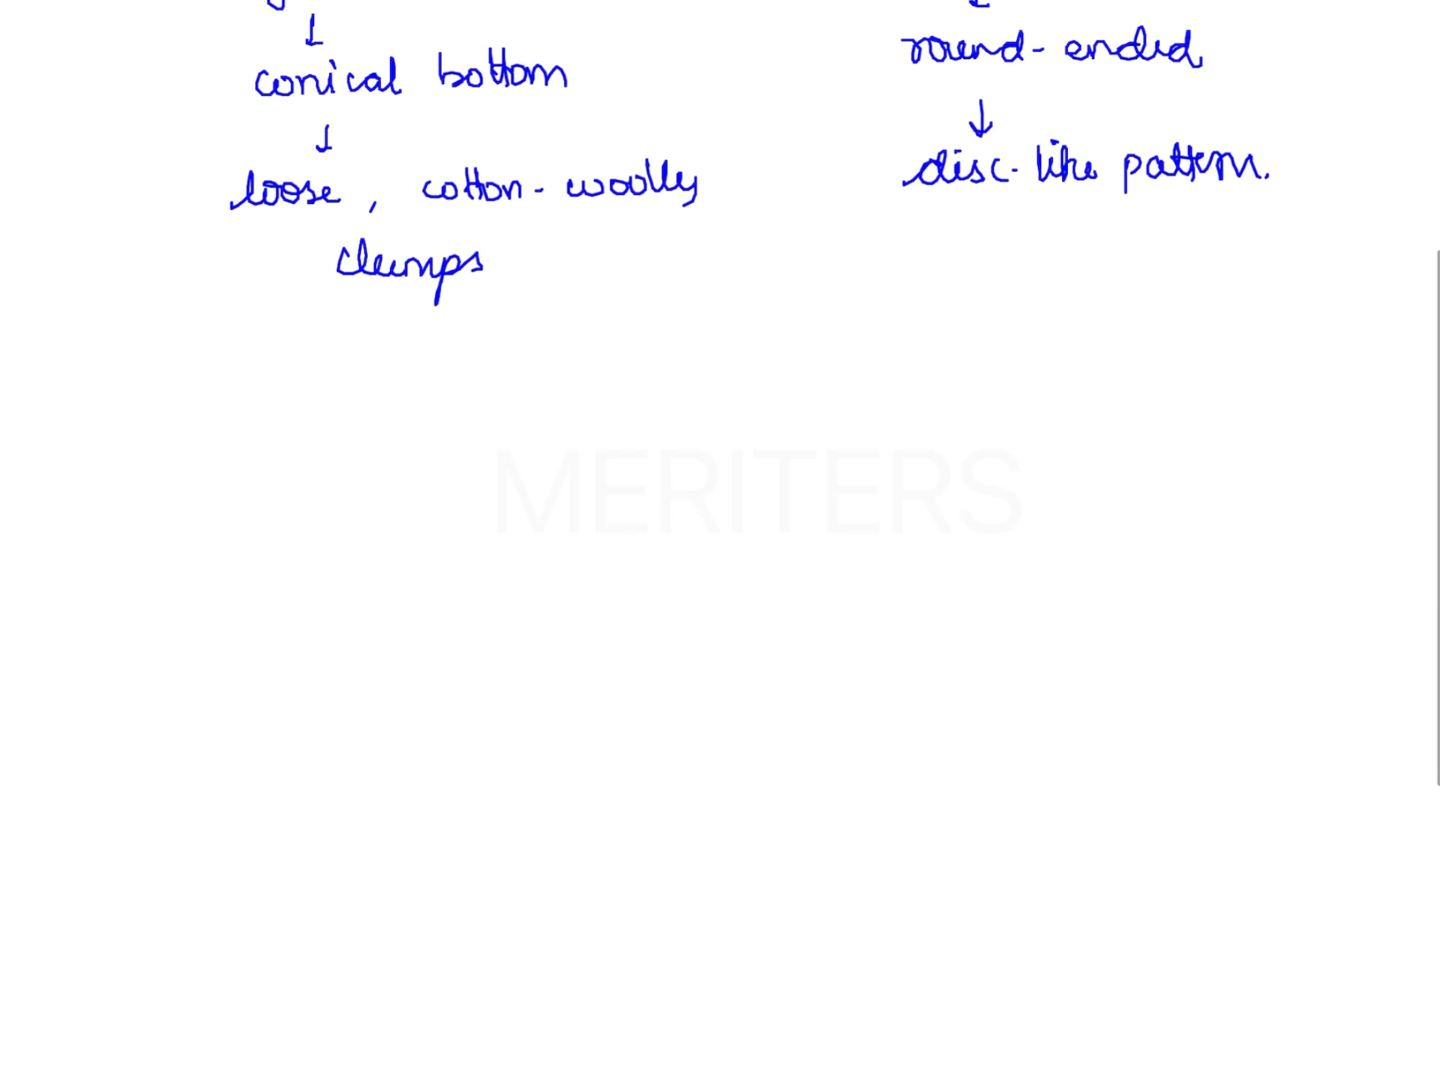 ↓
conical bottom
↓
loose, cotton-woolly
clumps
round-ended
↓
disc-like pattern.
MERITERS